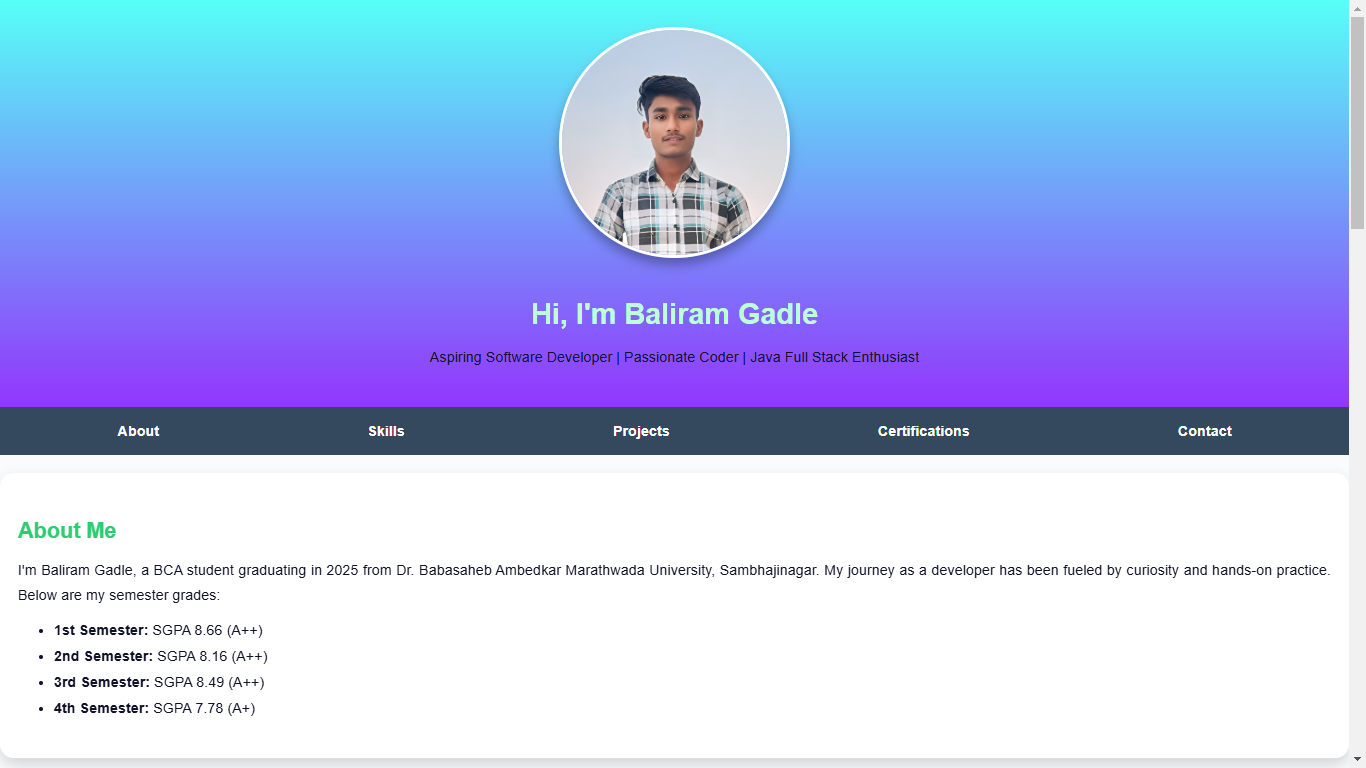 Hi, I'm Baliram Gadle
Aspiring Software Developer | Passionate Coder | Java Full Stack Enthusiast
About Skills Projects Certifications Contact
About Me
I'm Baliram Gadle, a BCA student graduating in 2025 from Dr. Babasaheb Ambedkar Marathwada University, Sambhajinagar. My journey as a developer has been fueled by curiosity and hands-on practice.
Below are my semester grades:
• 1st Semester: SGPA 8.66 (A++)
• 2nd Semester: SGPA 8.16 (A++)
• 3rd Semester: SGPA 8.49 (A++)
• 4th Semester: SGPA 7.78 (A+)